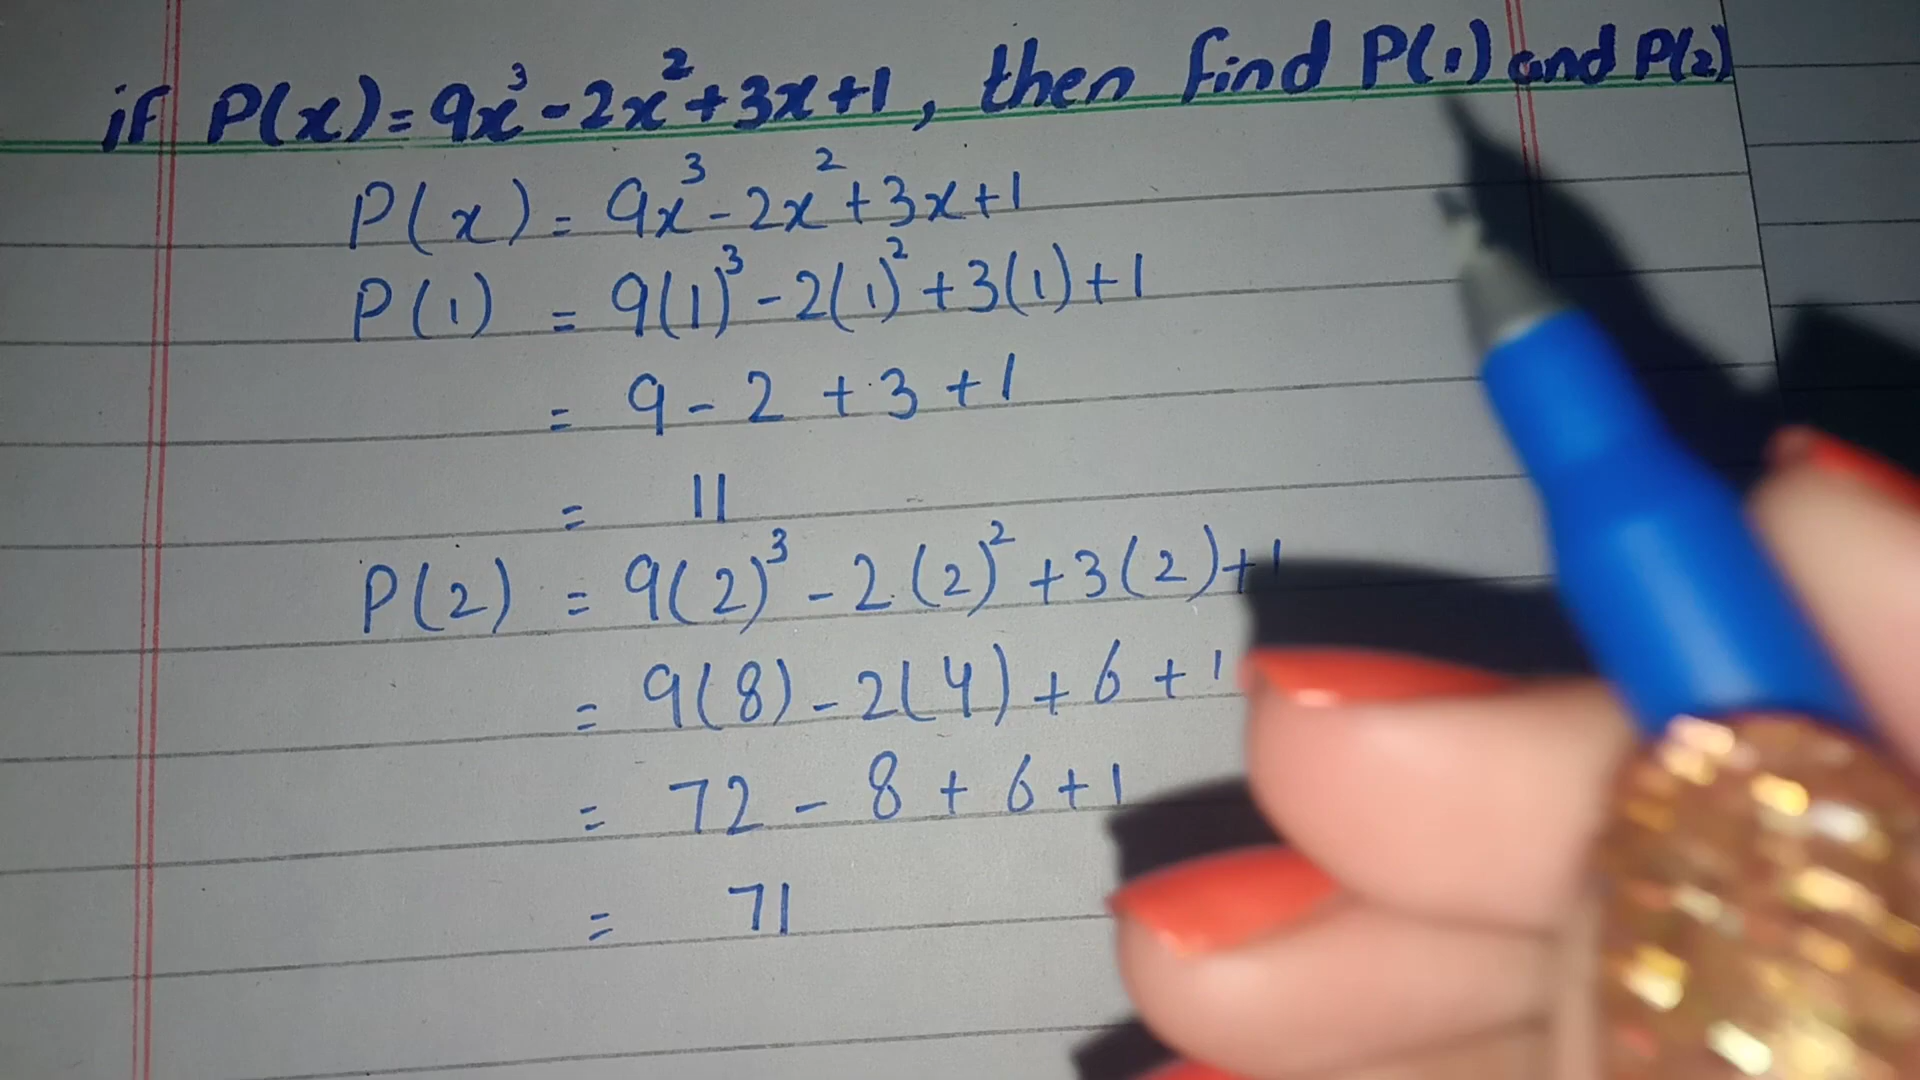 if P(x)=9x³-2x²+3x+1, then find P(1) and P(2)
P(x) = 9x³-2x²+3x+1
P(1) = 9(1)³-2(1)²+3(1)+1
= 9-2+3+1
= 11
P(2) = 9(2)³-2(2)²+3(2)+1
= 9(8)-2(4)+6+1
= 72-8+6+1
= 71